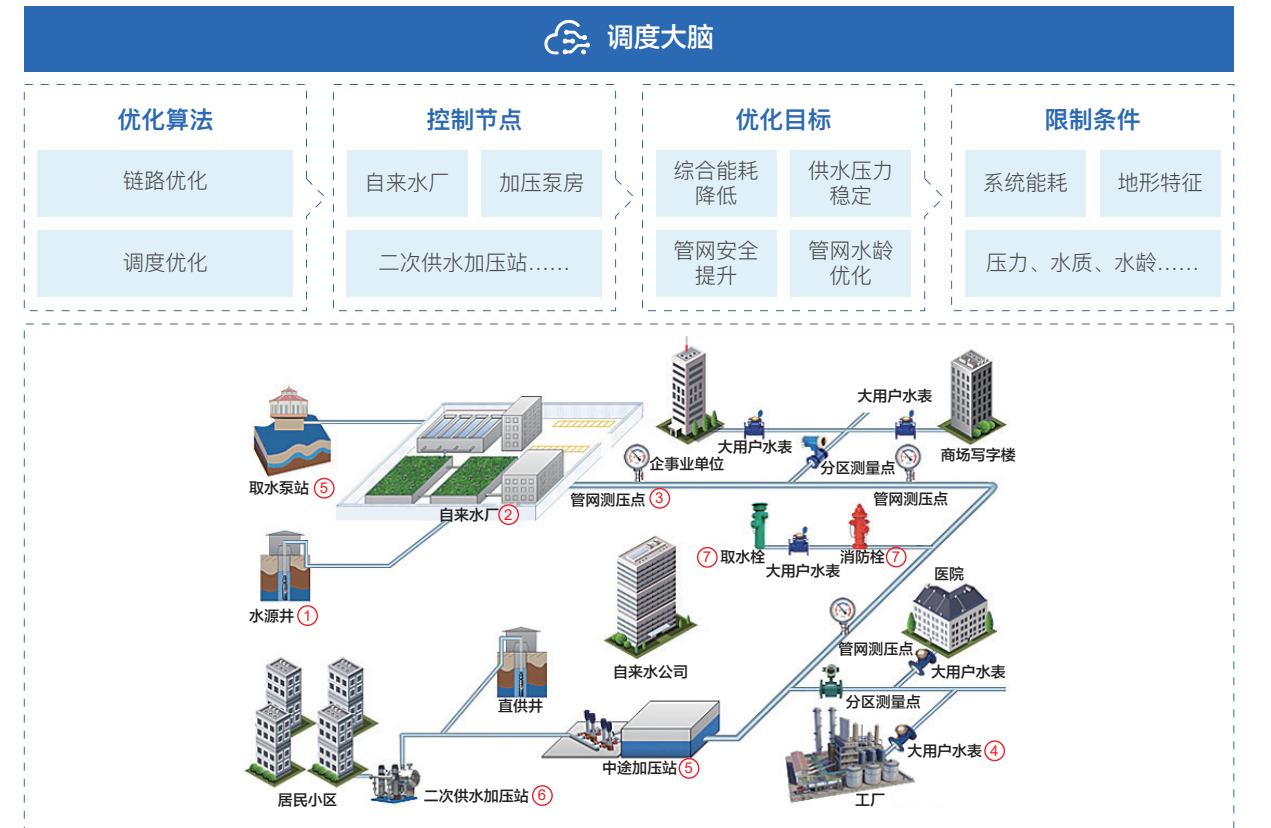 调度大脑
优化算法
链路优化
调度优化
控制节点
自来水厂
加压泵房
二次供水加压站……
优化目标
综合能耗
降低
供水压力
稳定
管网安全
提升
管网水龄
优化
限制条件
系统能耗
地形特征
压力、水质、水龄……
大用户水表
大用户水表
企事业单位
分区测量点
商场写字楼
取水泵站⑤
管网测压点③
管网测压点
自来水厂②
⑦取水栓
消防栓⑦
大用户水表
医院
水源井①
管网测压点
自来水公司
大用户水表
直供井
分区测量点
大用户水表④
中途加压站⑤
居民小区
二次供水加压站⑥
工厂